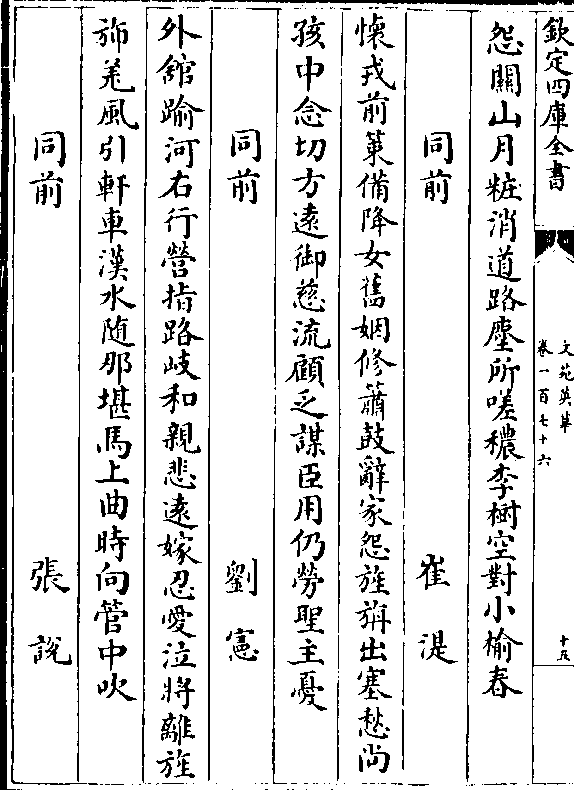 欽定四庫全書
文苑英華
卷一百七十六
十五
怨關山月粧消道路塵所嗟穠李樹空對小榆春
同前 崔湜
懷戎前策備降女舊姻修簫鼓辭家怨旌旃出塞愁尚
孩中念切方遠御慈流顧乏謀臣用仍勞聖主憂
同前 劉憲
外舘踰河右行營指路岐和親悲遠嫁忍愛泣將離旌
斾羌風引軒車漢水随那堪馬上曲時向管中吹
同前 張說